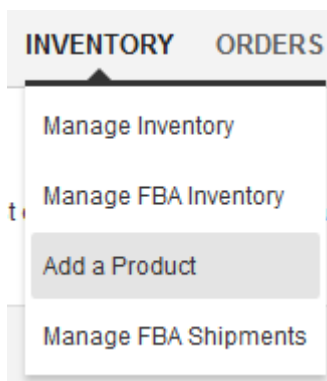 INVENTORY ORDERS
Manage Inventory
Manage FBA Inventory
t
Add a Product
Manage FBA Shipments